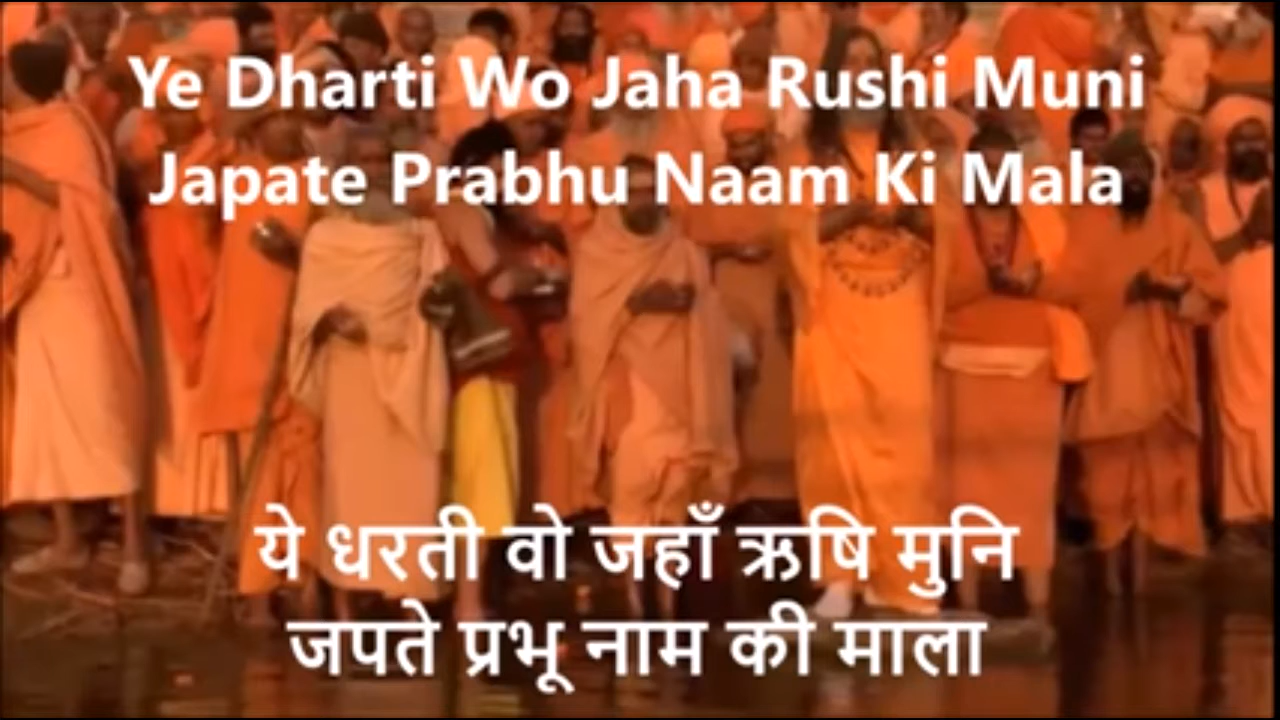 Ye Dharti Wo Jaha Rushi Muni
Japate Prabhu Naam Ki Mala
ये धरती वो जहाँ ऋषि मुनि
जपते प्रभू नाम की माला